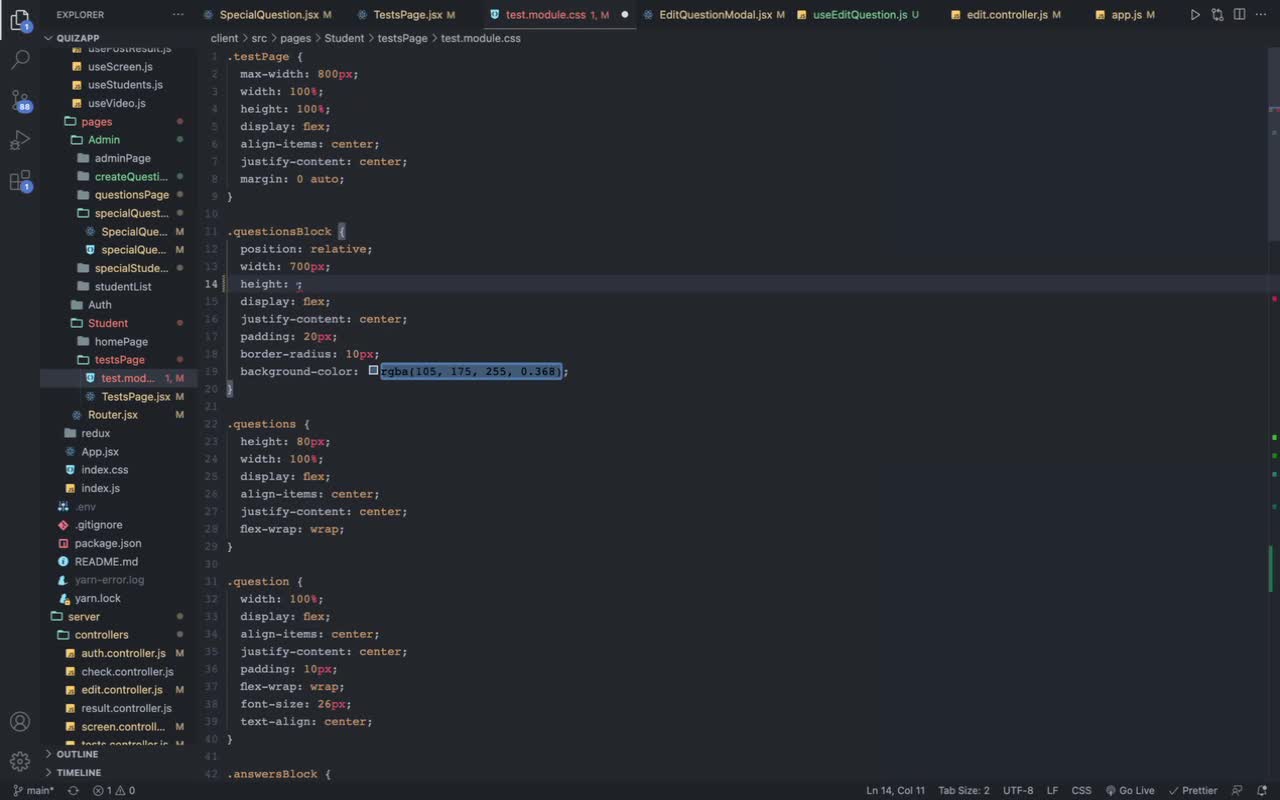 EXPLORER
SpecialQuestion.jsx M
TestsPage.jsx M
test.module.css 1, M
EditQuestionModal.jsx M
useEditQuestion.js U
edit.controller.js M
app.js M
QUIZAPP
client > src > pages > Student > testsPage > test.module.css
usePostResult.js
useScreen.js
useStudents.js
useVideo.js
88
pages
Admin
adminPage
1
createQuesti...
questionsPage
specialQuest...
SpecialQue... M
specialQue... M
specialStude...
studentList
Auth
Student
homePage
testsPage
test.mod... 1, M
TestsPage.jsx M
Router.jsx M
redux
App.jsx
index.css
index.js
.env
.gitignore
package.json
README.md
yarn-error.log
yarn.lock
server
controllers
auth.controller.js M
check.controller.js
edit.controller.js M
result.controller.js
screen.controll... M
tests.controller.js M
OUTLINE
TIMELINE
1 .testPage {
2 max-width: 800px;
3 width: 100%;
4 height: 100%;
5 display: flex;
6 align-items: center;
7 justify-content: center;
8 margin: 0 auto;
9 }
10
11 .questionsBlock {
12 position: relative;
13 width: 700px;
14 height: ;
15 display: flex;
16 justify-content: center;
17 padding: 20px;
18 border-radius: 10px;
19 background-color: rgba(105, 175, 255, 0.368);
20 }
21
22 .questions {
23 height: 80px;
24 width: 100%;
25 display: flex;
26 align-items: center;
27 justify-content: center;
28 flex-wrap: wrap;
29 }
30
31 .question {
32 width: 100%;
33 display: flex;
34 align-items: center;
35 justify-content: center;
36 padding: 10px;
37 flex-wrap: wrap;
38 font-size: 26px;
39 text-align: center;
40 }
41
42 .answersBlock {
main* 1 0 Ln 14, Col 11 Tab Size: 2 UTF-8 LF CSS Go Live Prettier